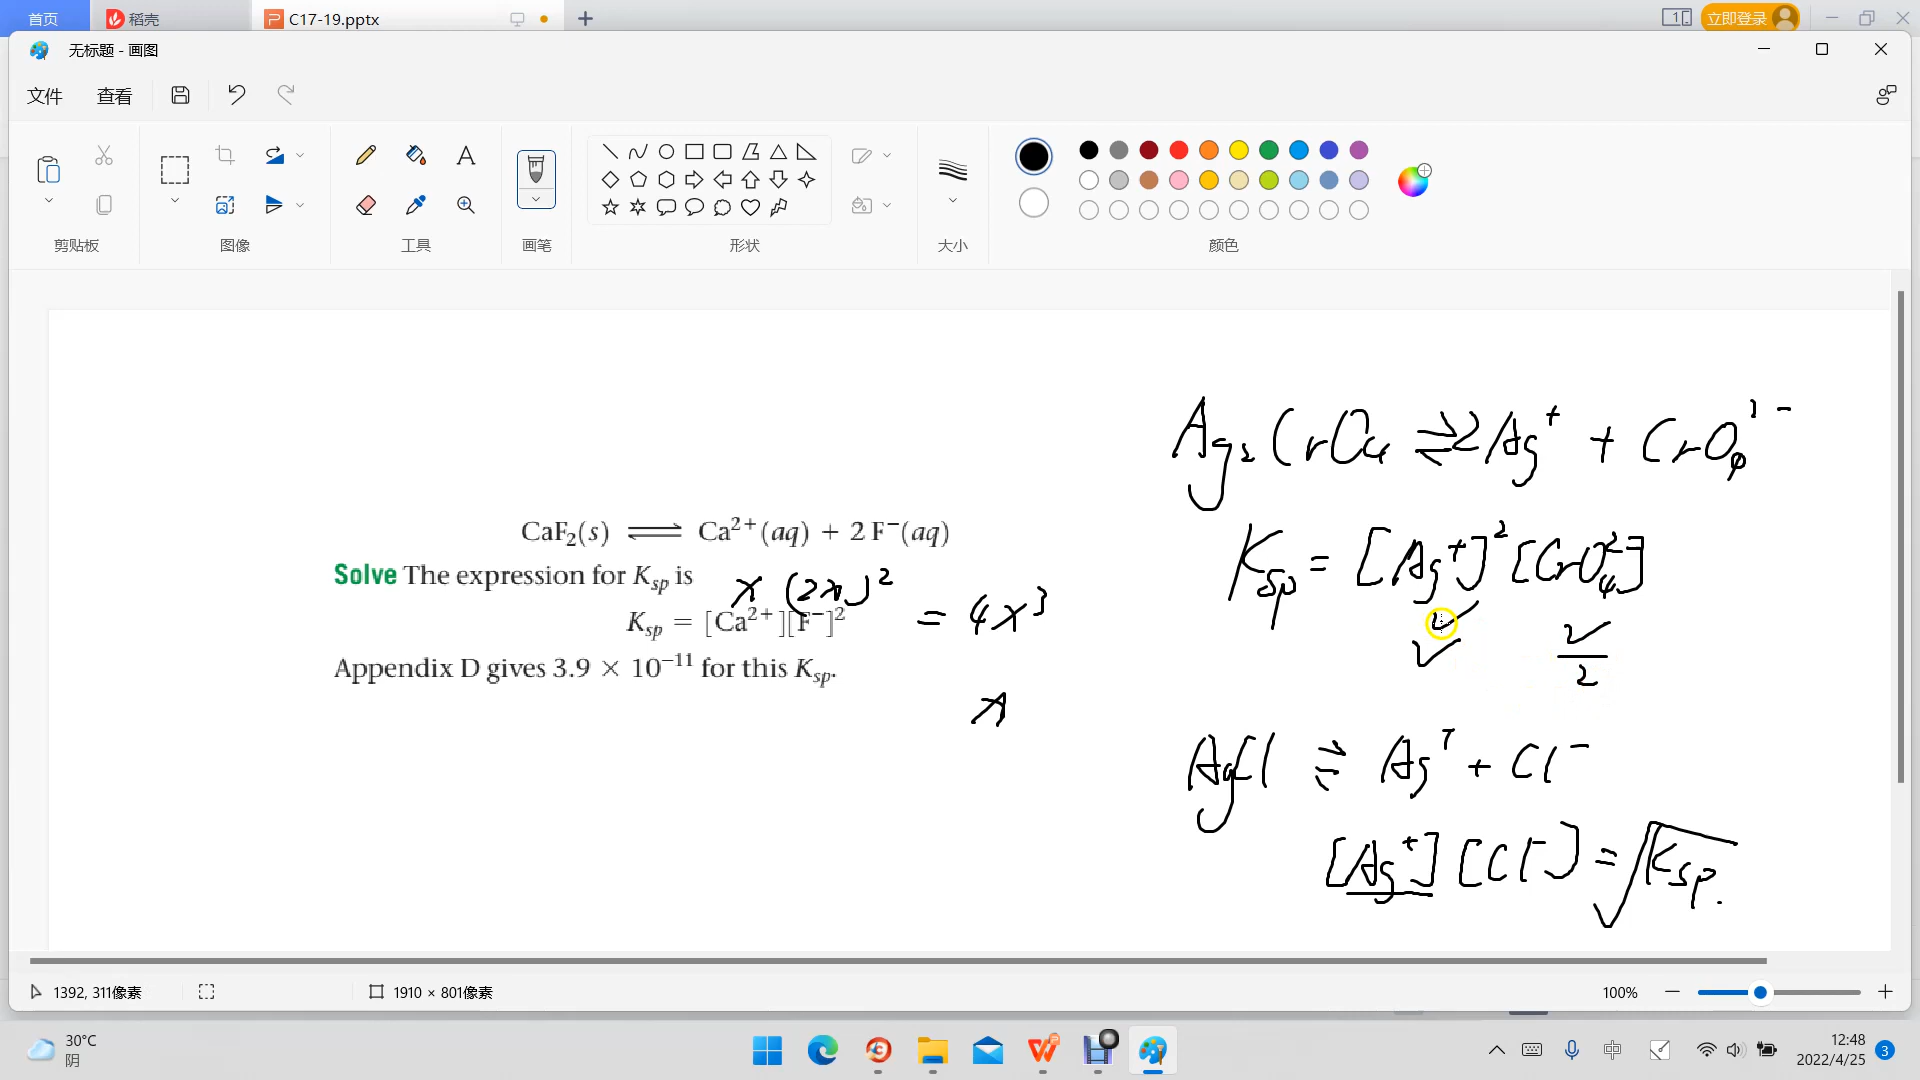 首页 稻壳 C17-19.pptx 立即登录
无标题 - 画图
文件 查看
剪贴板 图像 工具 画笔 形状 大小 颜色
Ag₂CrO₄ ⇌ 2Ag⁺ + CrO₄²⁻
CaF₂(s) ⇌ Ca²⁺(aq) + 2 F⁻(aq)
Solve The expression for Ksp is
x (2x)²
Ksp = [Ca²⁺][F⁻]² = 4x³
Appendix D gives 3.9 × 10⁻¹¹ for this Ksp.
x
Ksp = [Ag⁺]² [CrO₄²⁻]
2
AgCl ⇌ Ag⁺ + Cl⁻
[Ag⁺] [Cl⁻] = √Ksp.
1392, 311像素 1910 × 801像素 100%
30°C
阴
中
12:48
2022/4/25 3